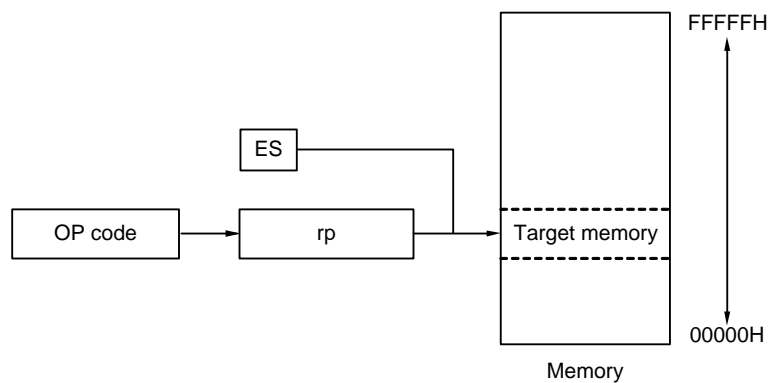 FFFFFH
ES
OP code
rp
Target memory
00000H
Memory